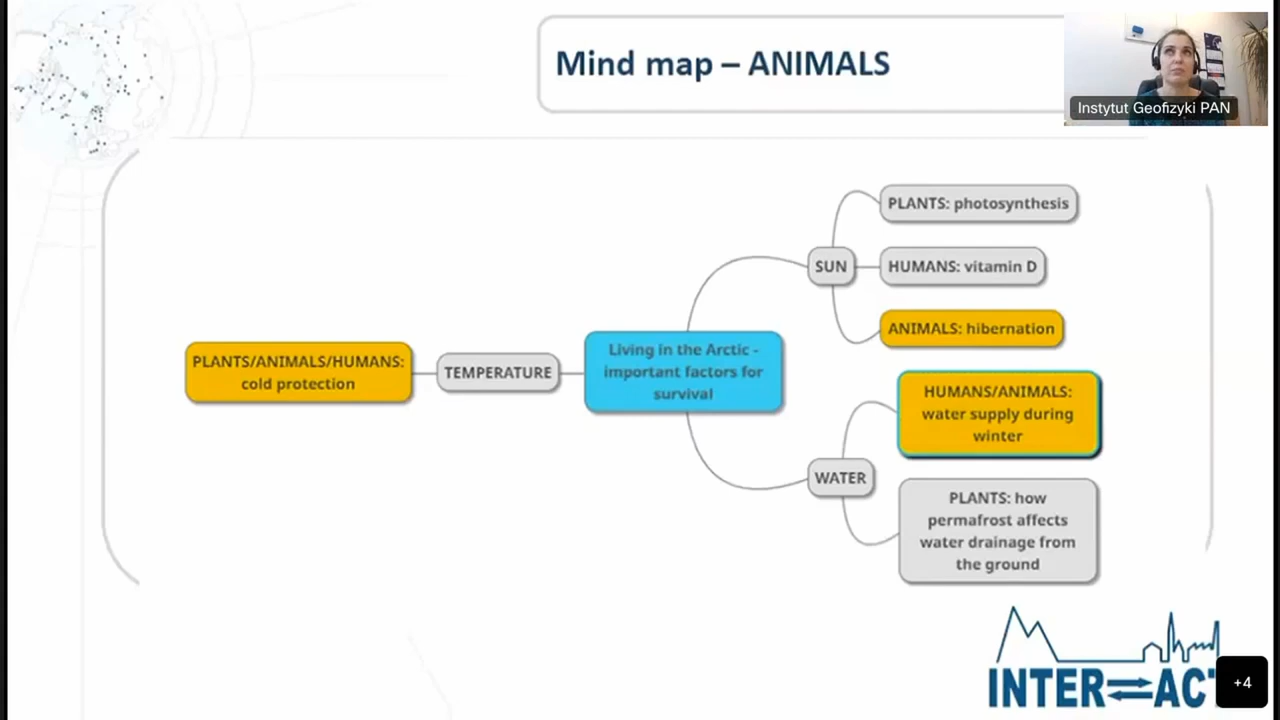 Mind map – ANIMALS
Instytut Geofizyki PAN
PLANTS: photosynthesis
SUN
HUMANS: vitamin D
ANIMALS: hibernation
PLANTS/ANIMALS/HUMANS:
cold protection
TEMPERATURE
Living in the Arctic -
important factors for
survival
HUMANS/ANIMALS:
water supply during
winter
WATER
PLANTS: how
permafrost affects
water drainage from
the ground
INTER
+4